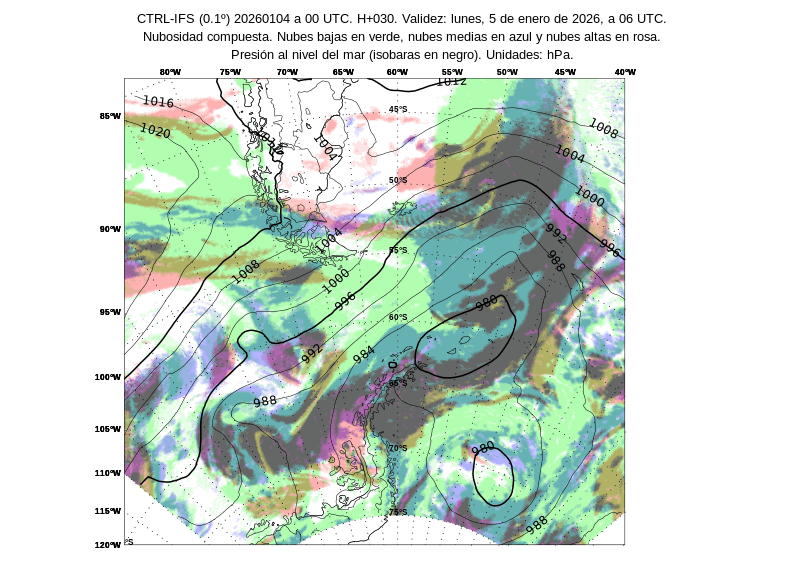 CTRL-IFS (0.1º) 20260104 a 00 UTC. H+030. Validez: lunes, 5 de enero de 2026, a 06 UTC.
Nubosidad compuesta. Nubes bajas en verde, nubes medias en azul y nubes altas en rosa.
Presión al nivel del mar (isobaras en negro). Unidades: hPa.
80°W 75°W 70°W 65°W 60°W 55°W 50°W 45°W 40°W
1012
1016
45°S
85°W
1008
1020
1004
1004
50°S
1000
90°W
992
1004
996
55°S
988
1008
1000
996
980
95°W
60°S
992
984
100°W
65°S
988
105°W
70°S
980
110°W
115°W
75°S
988
120°W
°S